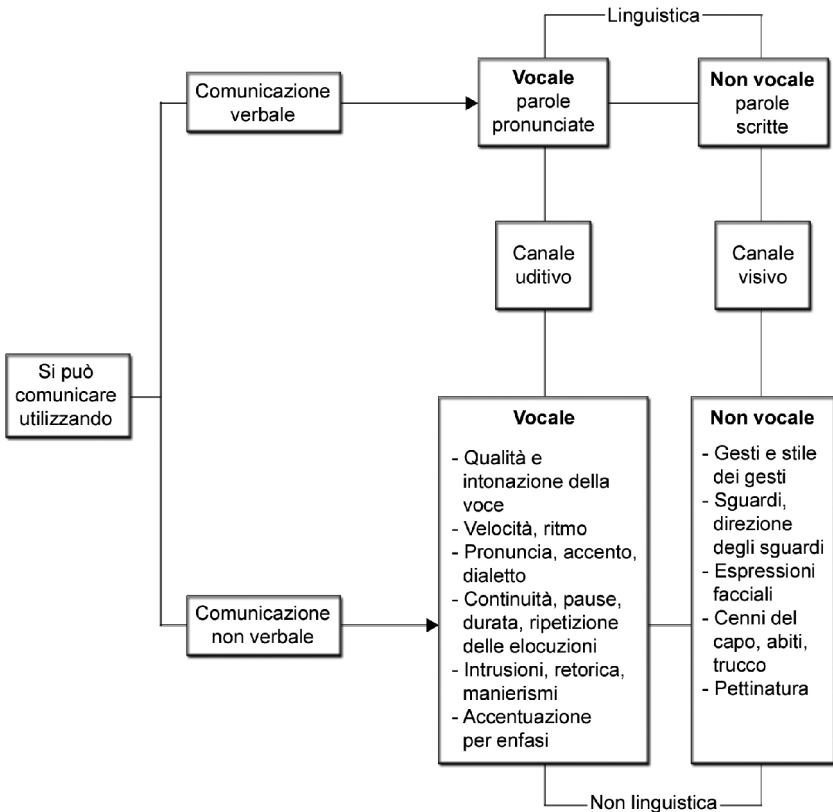 Linguistica
Comunicazione
verbale
Vocale
parole
pronunciate
Non vocale
parole
scritte
Canale
uditivo
Canale
visivo
Si può
comunicare
utilizzando
Comunicazione
non verbale
Vocale
- Qualità e
intonazione della
voce
- Velocità, ritmo
- Pronuncia, accento,
dialetto
- Continuità, pause,
durata, ripetizione
delle elocuzioni
- Intrusioni, retorica,
manierismi
- Accentuazione
per enfasi
Non vocale
- Gesti e stile
dei gesti
- Sguardi,
direzione
degli sguardi
- Espressioni
facciali
- Cenni del
capo, abiti,
trucco
- Pettinatura
Non linguistica